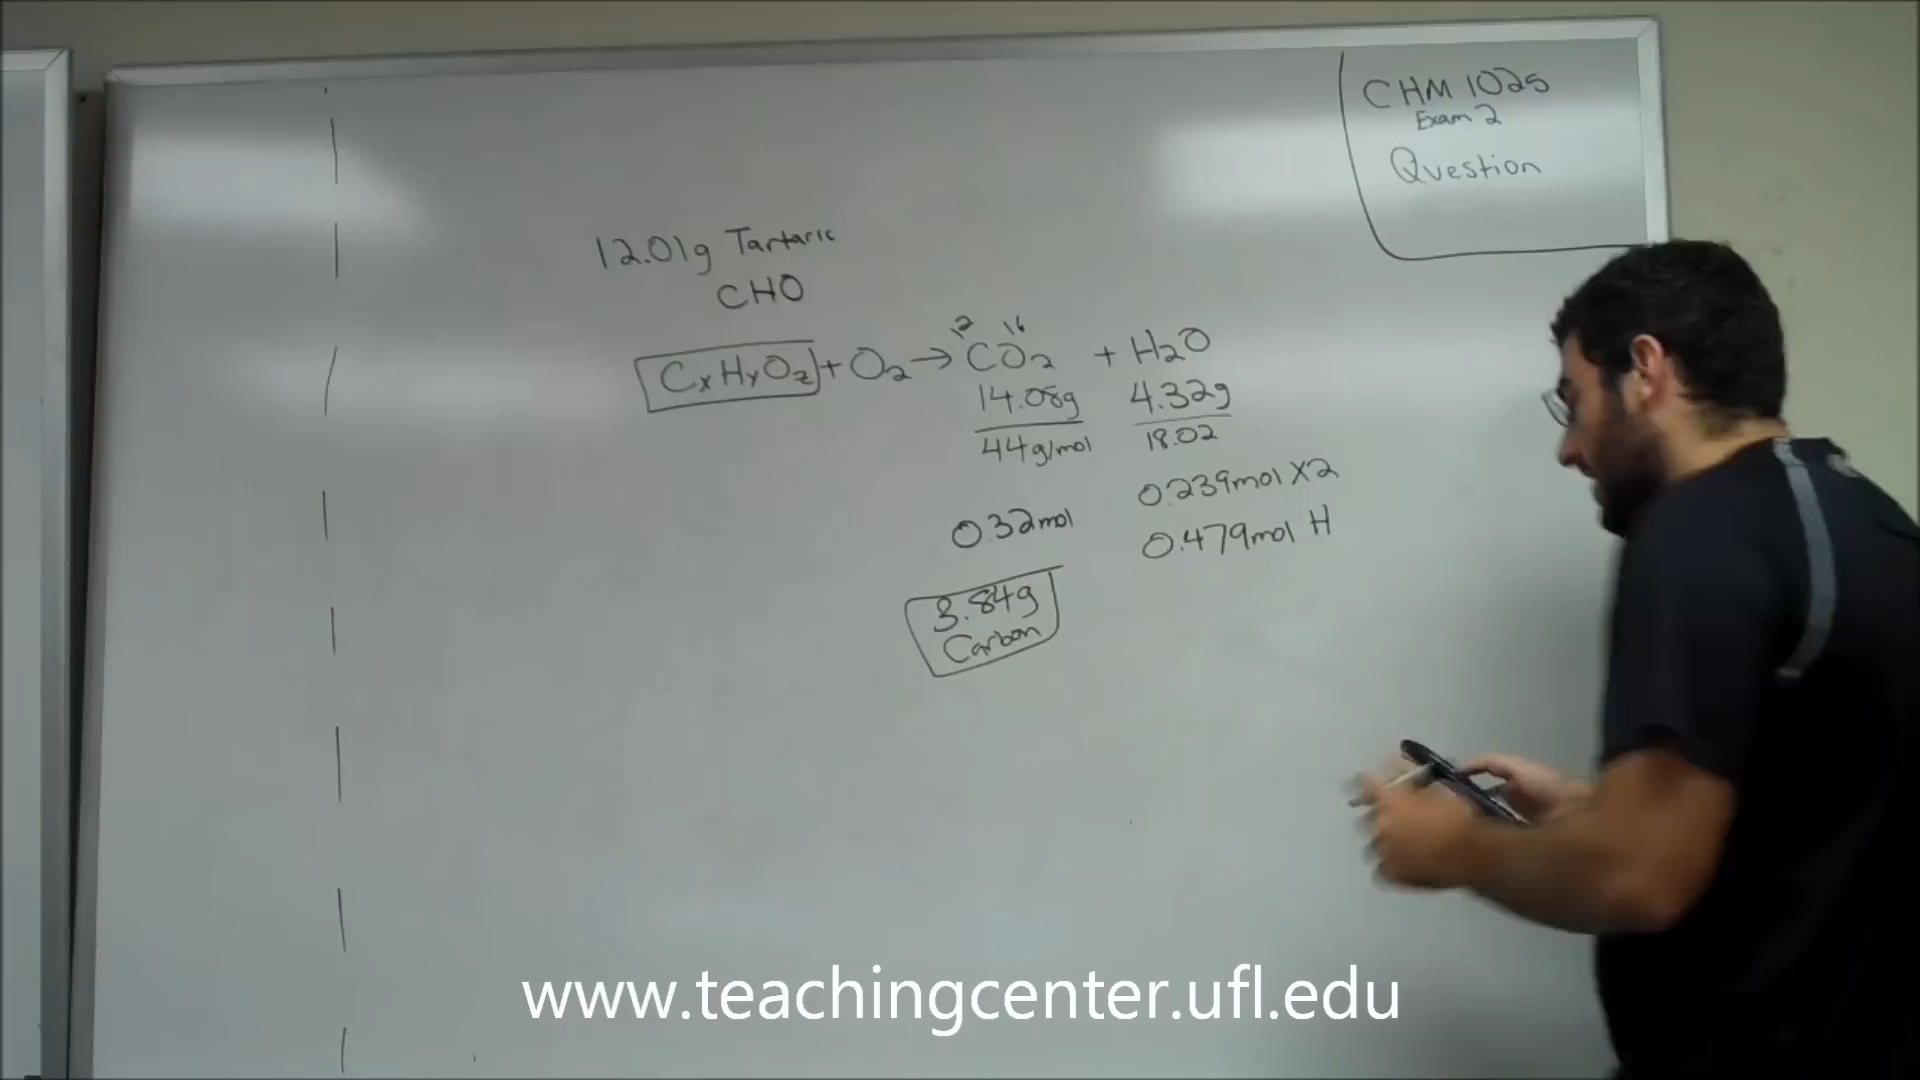 CHM 1025
Exam 2
Question
12.01g Tartaric
CHO
12 16
CxHyOz + O2 → CO2 + H2O
14.08g 4.32g
44g/mol 18.02
0.239mol X2
0.32mol 0.479mol H
3.84g
Carbon
www.teachingcenter.ufl.edu